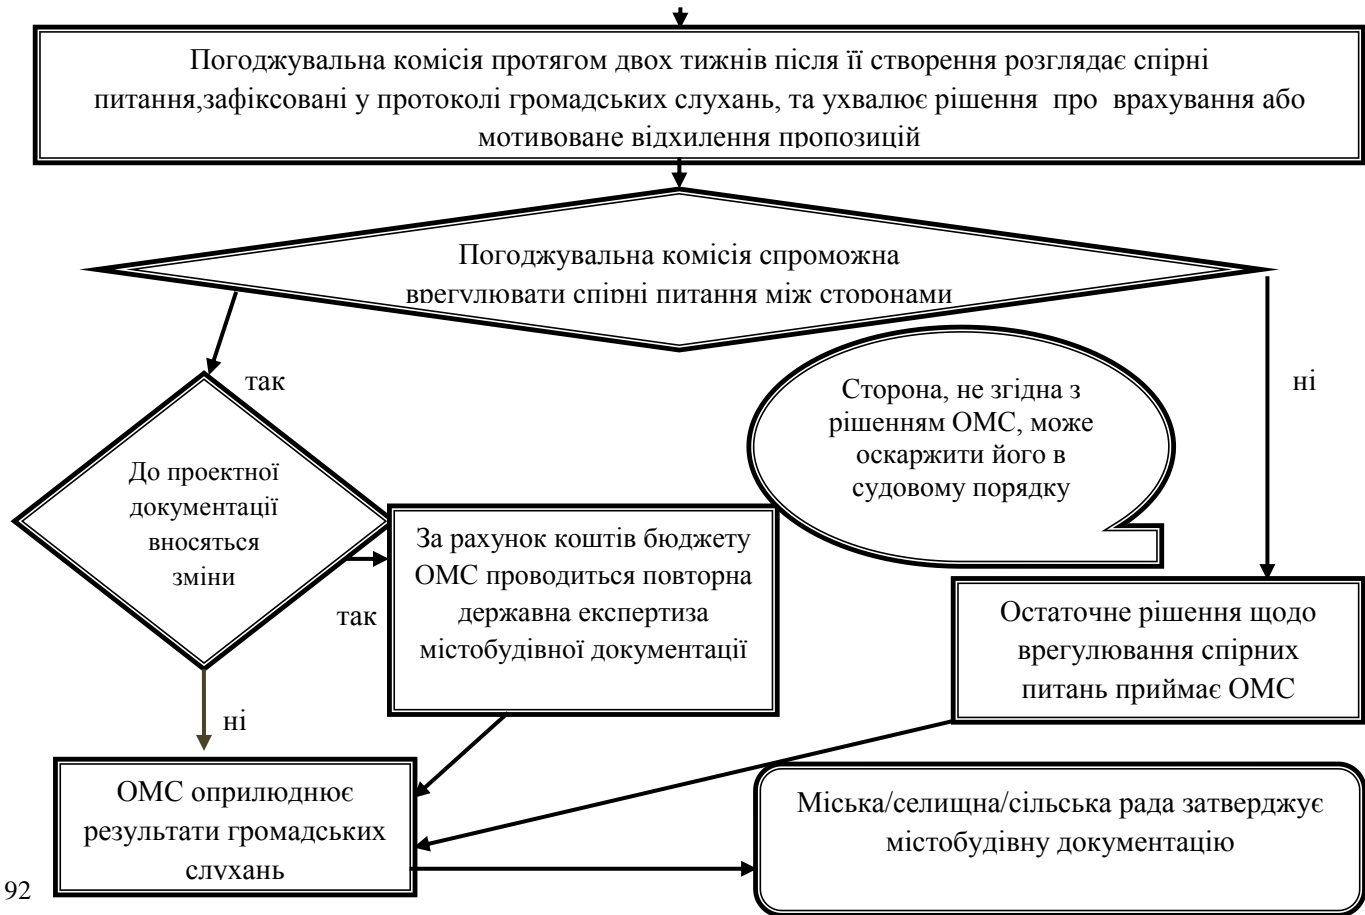 Погоджувальна комісія протягом двох тижнів після її створення розглядає спірні
питання,зафіксовані у протоколі громадських слухань, та ухвалює рішення про врахування або
мотивоване відхилення пропозицій
Погоджувальна комісія спроможна
врегулювати спірні питання між сторонами
так
ні
Сторона, не згідна з
рішенням ОМС, може
оскаржити його в
судовому порядку
До проектної
документації
вносяться
зміни
так
За рахунок коштів бюджету
ОМС проводиться повторна
державна експертиза
містобудівної документації
Остаточне рішення щодо
врегулювання спірних
питань приймає ОМС
ні
ОМС оприлюднює
результати громадських
слухань
Міська/селищна/сільська рада затверджує
містобудівну документацію
92